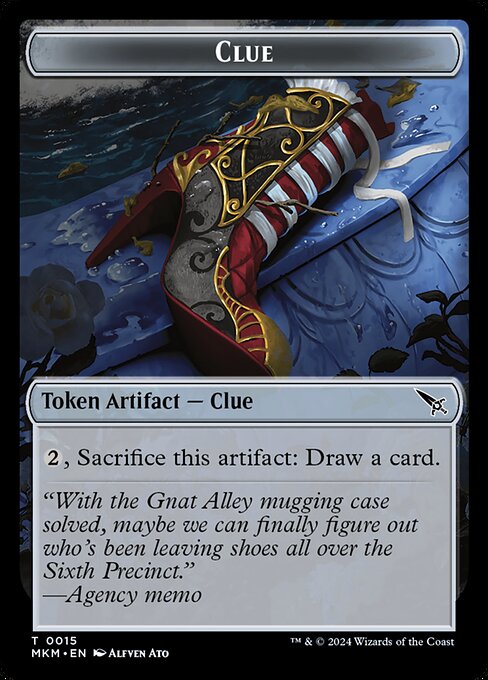 CLUE
Token Artifact — Clue
2, Sacrifice this artifact: Draw a card.
“With the Gnat Alley mugging case
solved, maybe we can finally figure out
who’s been leaving shoes all over the
Sixth Precinct.”
—Agency memo
T 0015
MKM • EN Alfven Ato
™ & © 2024 Wizards of the Coast